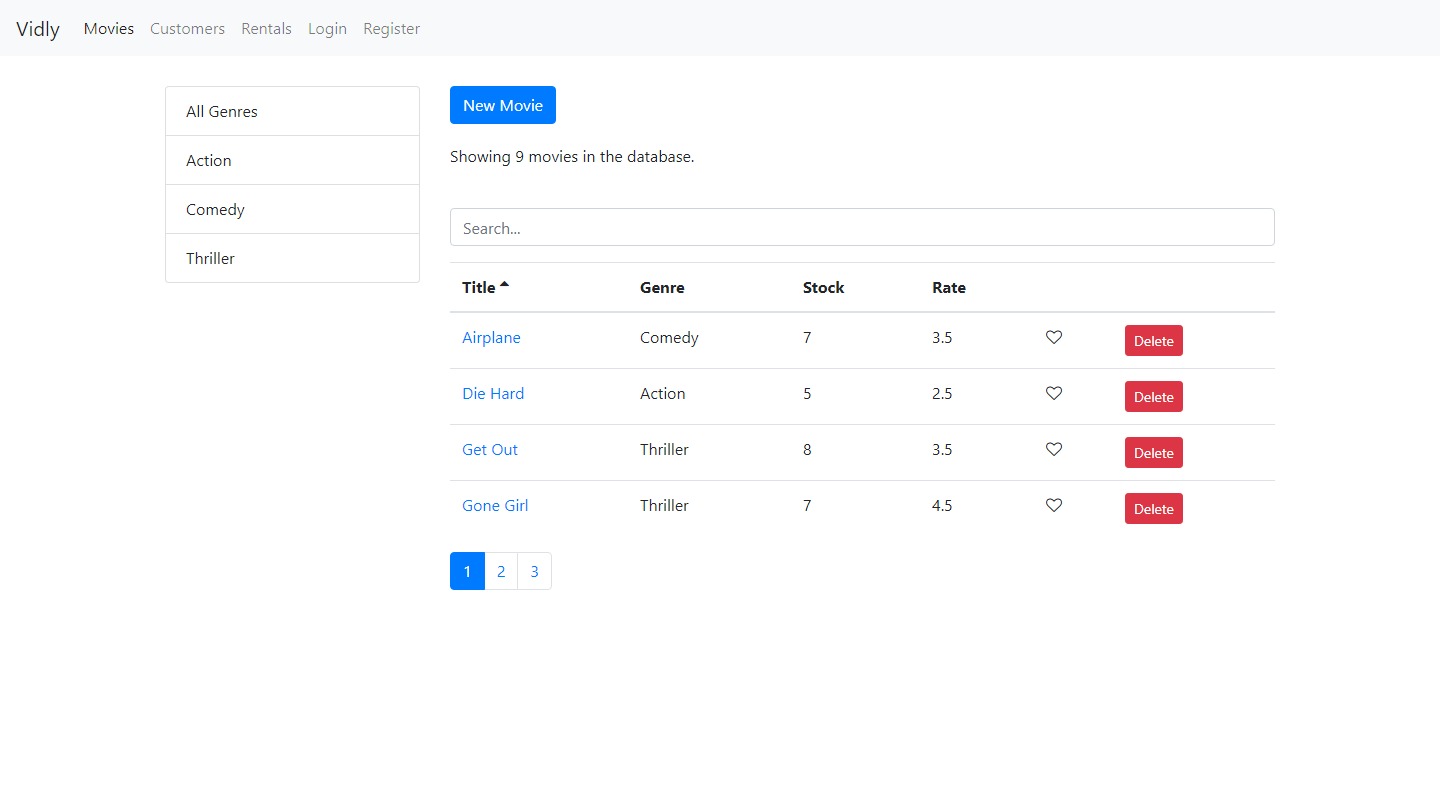 Vidly Movies Customers Rentals Login Register
All Genres
Action
Comedy
Thriller
New Movie
Showing 9 movies in the database.
Search...
Title Genre Stock Rate
Airplane Comedy 7 3.5 Delete
Die Hard Action 5 2.5 Delete
Get Out Thriller 8 3.5 Delete
Gone Girl Thriller 7 4.5 Delete
1 2 3